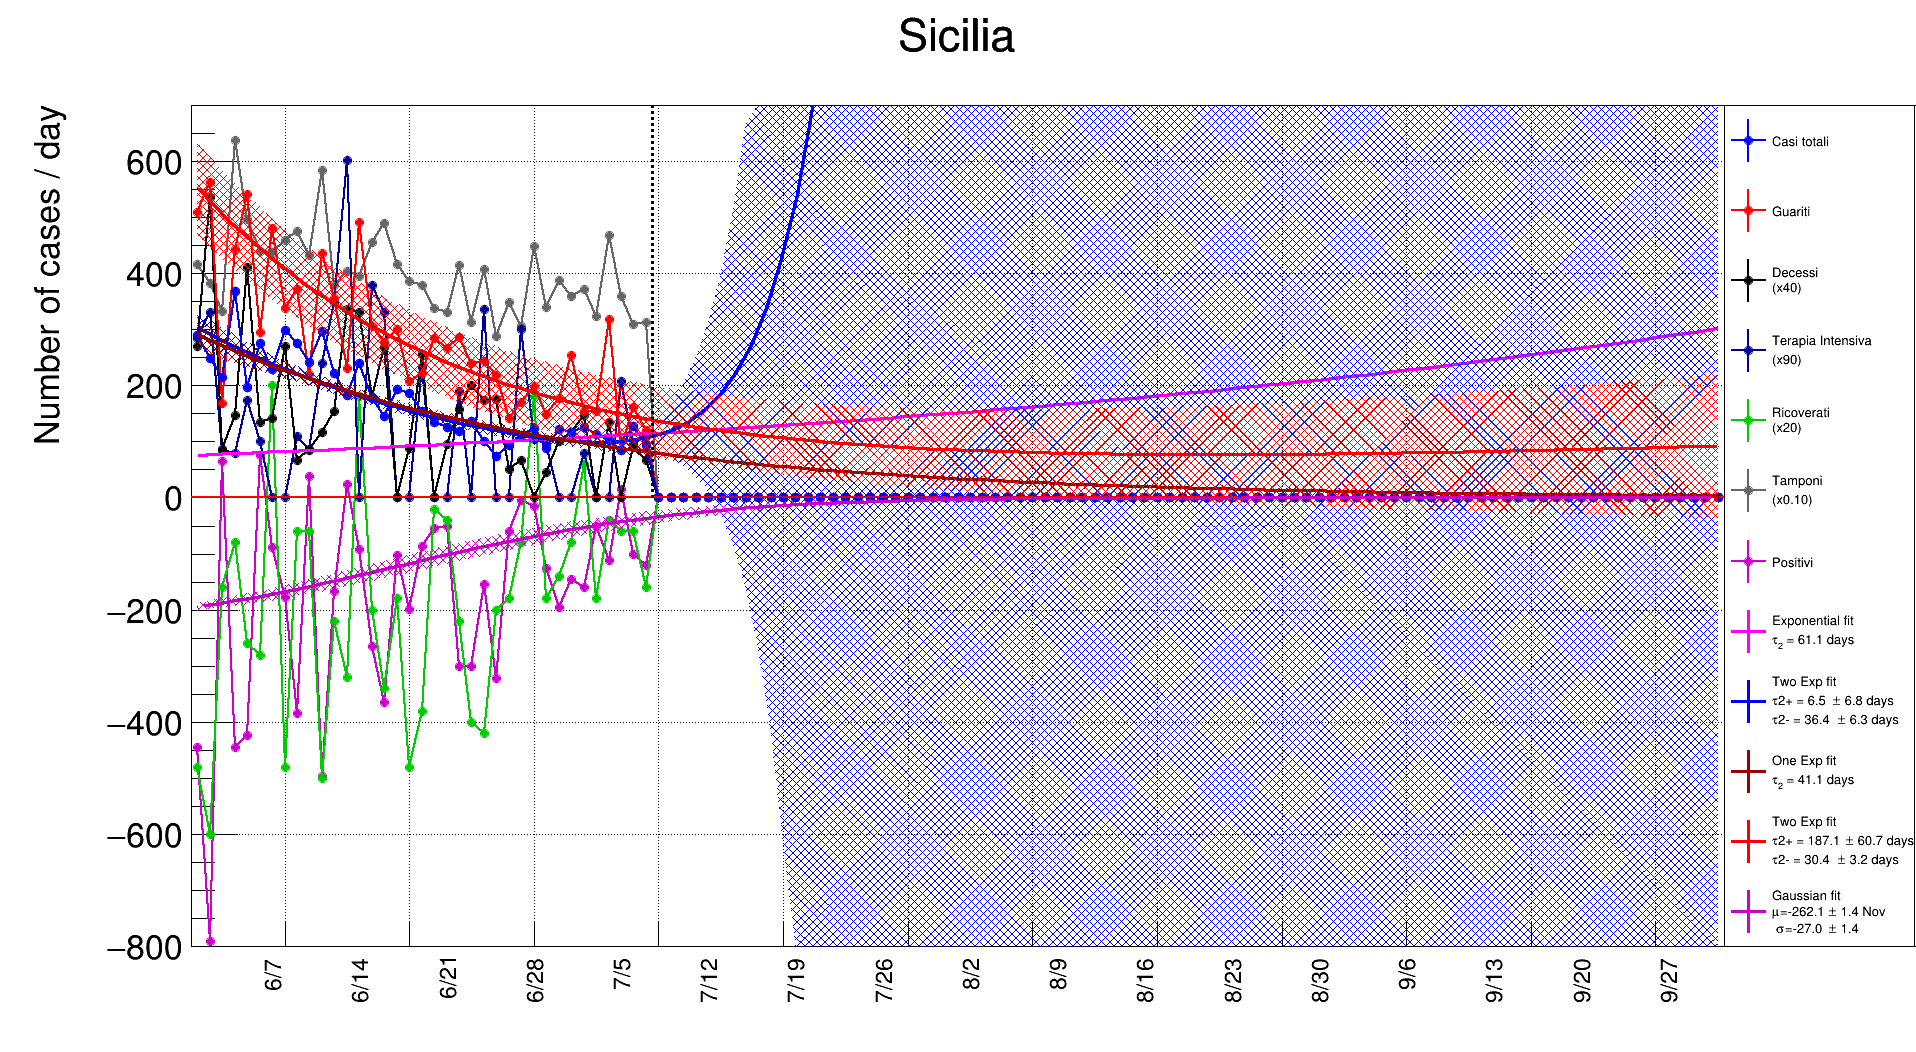 Sicilia
Number of cases / day
600
400
200
0
−200
−400
−600
−800
6/7
6/14
6/21
6/28
7/5
7/12
7/19
7/26
8/2
8/9
8/16
8/23
8/30
9/6
9/13
9/20
9/27
Casi totali
Guariti
Decessi
(x40)
Terapia Intensiva
(x90)
Ricoverati
(x20)
Tamponi
(x0.10)
Positivi
Exponential fit
τ2 = 61.1 days
Two Exp fit
τ2+ = 6.5 ± 6.8 days
τ2- = 36.4 ± 6.3 days
One Exp fit
τ2 = 41.1 days
Two Exp fit
τ2+ = 187.1 ± 60.7 days
τ2- = 30.4 ± 3.2 days
Gaussian fit
μ=-262.1 ± 1.4 Nov
σ=-27.0 ± 1.4